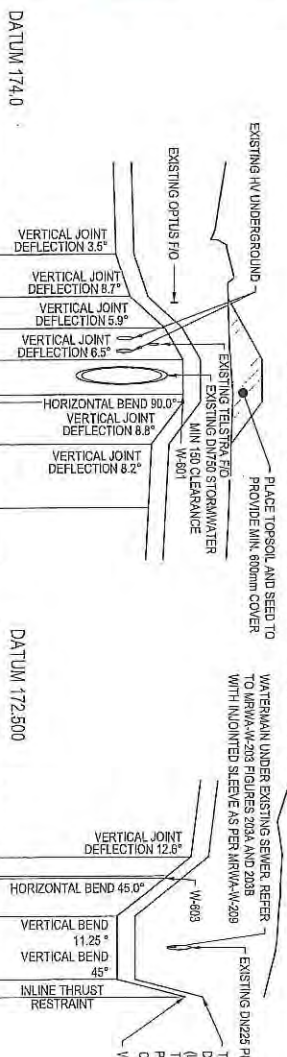 DATUM 174.0
EXISTING HV UNDERGROUND
EXISTING OPTUS F/O
PLACE TOPSOIL AND SEED TO
PROVIDE MIN. 600mm COVER
VERTICAL JOINT
DEFLECTION 3.5°
VERTICAL JOINT
DEFLECTION 8.7°
VERTICAL JOINT
DEFLECTION 5.9°
VERTICAL JOINT
DEFLECTION 6.5°
EXISTING TELSTRA F/O
EXISTING DN750 STORMWATER
MIN 150 CLEARANCE
W-601
HORIZONTAL BEND 90.0°
VERTICAL JOINT
DEFLECTION 8.8°
VERTICAL JOINT
DEFLECTION 8.2°
DATUM 172.500
WATERMAIN UNDER EXISTING SEWER. REFER
TO MRWA-W-203 FIGURES 203A AND 203B
WITH INJOINTED SLEEVE AS PER MRWA-W-209
EXISTING DN225
VERTICAL JOINT
DEFLECTION 12.6°
HORIZONTAL BEND 45.0°
W-603
VERTICAL BEND
11.25°
VERTICAL BEND
45°
INLINE THRUST
RESTRAINT